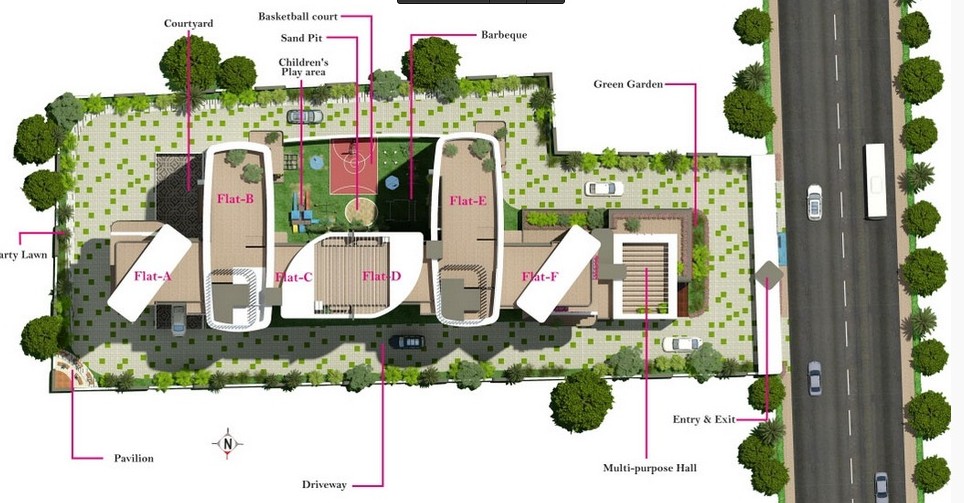 Basketball court
Courtyard
Sand Pit
Barbeque
Children's
Play area
Green Garden
Flat-B
Flat-E
arty Lawn
Flat-A
Flat-C
Flat-D
Flat-F
Entry & Exit
N
Pavilion
Multi-purpose Hall
Driveway